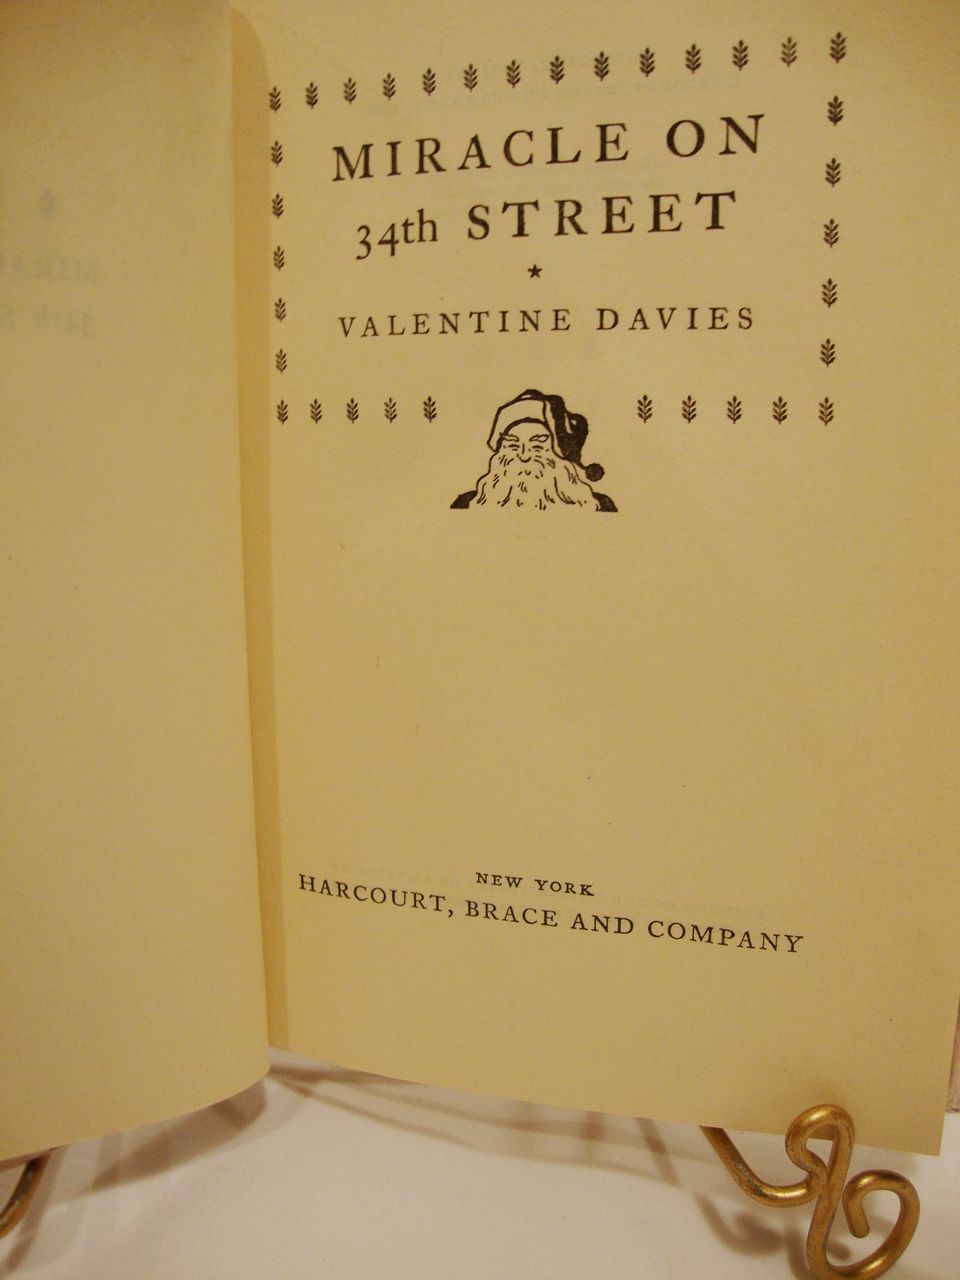 MIRACLE ON
34th STREET
VALENTINE DAVIES
NEW YORK
HARCOURT, BRACE AND COMPANY